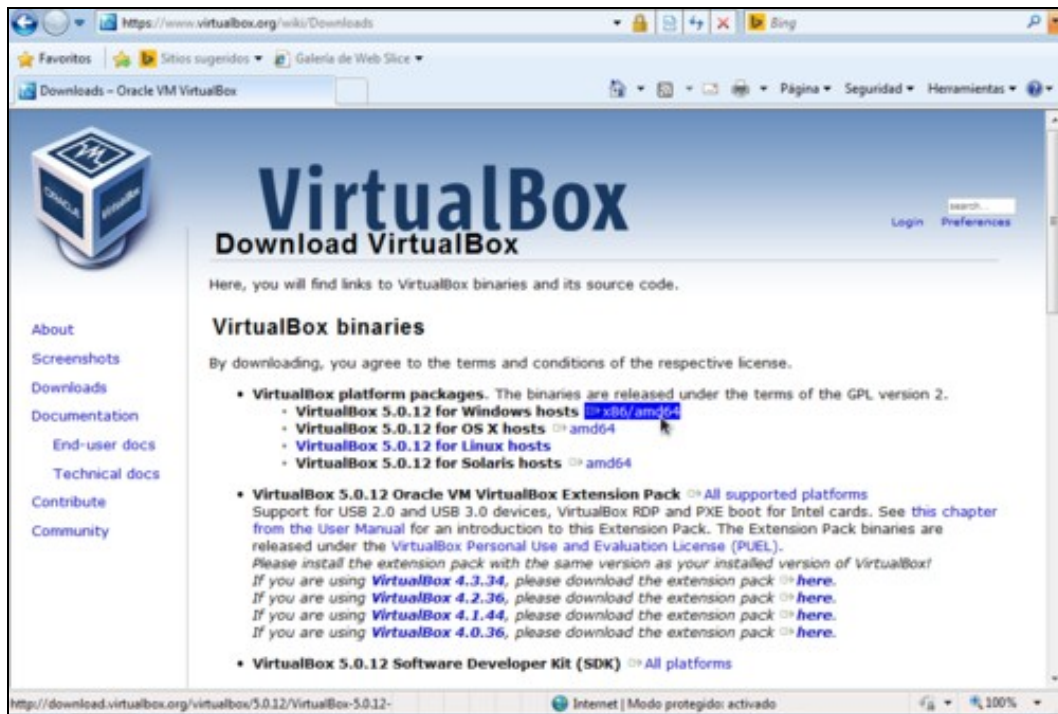 https://www.virtualbox.org/wiki/Downloads
Bing
Favoritos
Sitios sugeridos
Galería de Web Slice
Downloads – Oracle VM VirtualBox
Página
Seguridad
Herramientas
VM
ORACLE
VirtualBox
VirtualBox
search...
Login Preferences
Download VirtualBox
Here, you will find links to VirtualBox binaries and its source code.
About
Screenshots
Downloads
Documentation
End-user docs
Technical docs
Contribute
Community
VirtualBox binaries
By downloading, you agree to the terms and conditions of the respective license.
• VirtualBox platform packages. The binaries are released under the terms of the GPL version 2.
◦ VirtualBox 5.0.12 for Windows hosts x86/amd64
◦ VirtualBox 5.0.12 for OS X hosts amd64
◦ VirtualBox 5.0.12 for Linux hosts
◦ VirtualBox 5.0.12 for Solaris hosts amd64
• VirtualBox 5.0.12 Oracle VM VirtualBox Extension Pack All supported platforms
Support for USB 2.0 and USB 3.0 devices, VirtualBox RDP and PXE boot for Intel cards. See this chapter
from the User Manual for an introduction to this Extension Pack. The Extension Pack binaries are
released under the VirtualBox Personal Use and Evaluation License (PUEL).
Please install the extension pack with the same version as your installed version of VirtualBox!
If you are using VirtualBox 4.3.34, please download the extension pack here.
If you are using VirtualBox 4.2.36, please download the extension pack here.
If you are using VirtualBox 4.1.44, please download the extension pack here.
If you are using VirtualBox 4.0.36, please download the extension pack here.
• VirtualBox 5.0.12 Software Developer Kit (SDK) All platforms
http://download.virtualbox.org/virtualbox/5.0.12/VirtualBox-5.0.12-
Internet | Modo protegido: activado
100%